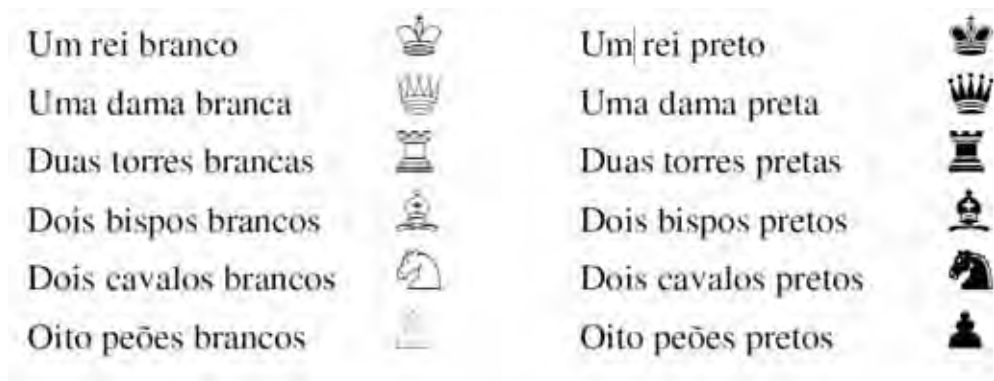 Um rei branco
Um rei preto
Uma dama branca
Uma dama preta
Duas torres brancas
Duas torres pretas
Dois bispos brancos
Dois bispos pretos
Dois cavalos brancos
Dois cavalos pretos
Oito peões brancos
Oito peões pretos